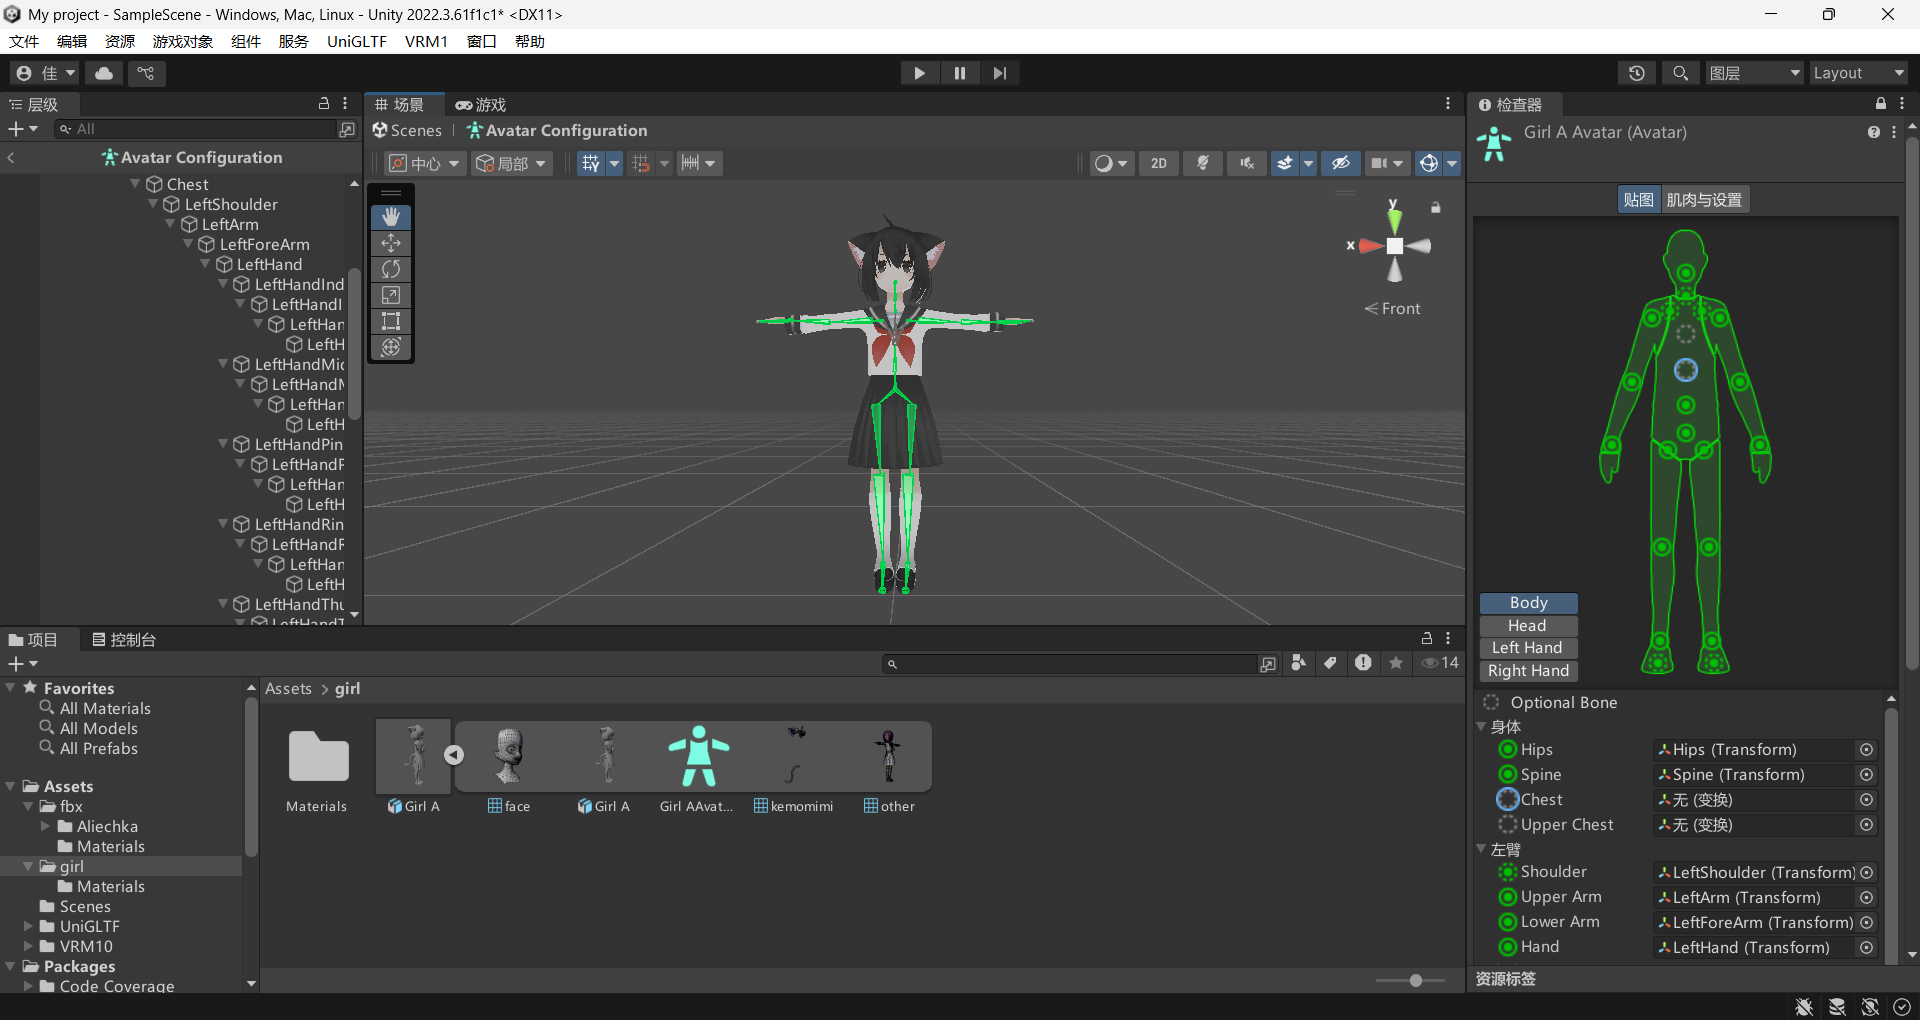 My project - SampleScene - Windows, Mac, Linux - Unity 2022.3.61f1c1* <DX11>
文件 编辑 资源 游戏对象 组件 服务 UniGLTF VRM1 窗口 帮助
佳
图层
Layout
层级
All
Avatar Configuration
Chest
LeftShoulder
LeftArm
LeftForeArm
LeftHand
LeftHandInd
LeftHandI
LeftHan
LeftH
LeftHandMid
LeftHandM
LeftHan
LeftH
LeftHandPin
LeftHandP
LeftHan
LeftH
LeftHandRin
LeftHandR
LeftHan
LeftH
LeftHandThu
LeftHandT
场景 游戏
Scenes Avatar Configuration
中心 局部 2D
y
x
Front
检查器
Girl A Avatar (Avatar)
贴图 肌肉与设置
Body
Head
Left Hand
Right Hand
Optional Bone
身体
Hips Hips (Transform)
Spine Spine (Transform)
Chest 无 (变换)
Upper Chest 无 (变换)
左臂
Shoulder LeftShoulder (Transform)
Upper Arm LeftArm (Transform)
Lower Arm LeftForeArm (Transform)
Hand LeftHand (Transform)
资源标签
项目 控制台
14
Favorites
All Materials
All Models
All Prefabs
Assets
fbx
Aliechka
Materials
girl
Materials
Scenes
UniGLTF
VRM10
Packages
Code Coverage
Assets > girl
Materials
Girl A
face
Girl A
Girl AAvat...
kemomimi
other